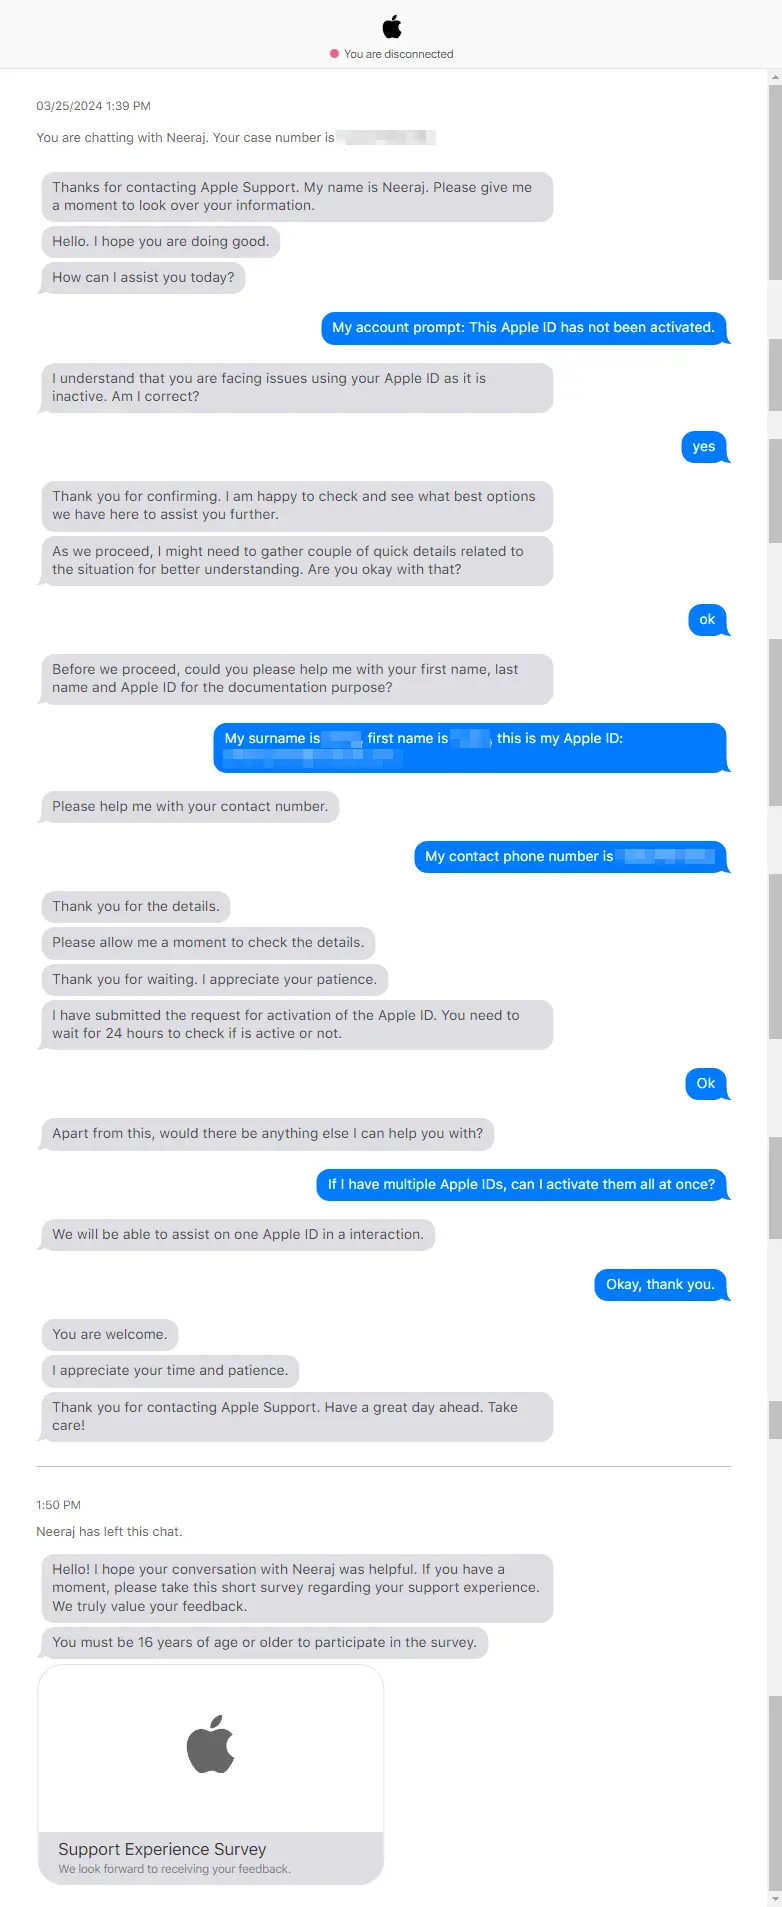 You are disconnected
03/25/2024 1:39 PM
You are chatting with Neeraj. Your case number is
Thanks for contacting Apple Support. My name is Neeraj. Please give me
a moment to look over your information.
Hello. I hope you are doing good.
How can I assist you today?
My account prompt: This Apple ID has not been activated.
I understand that you are facing issues using your Apple ID as it is
inactive. Am I correct?
yes
Thank you for confirming. I am happy to check and see what best options
we have here to assist you further.
As we proceed, I might need to gather couple of quick details related to
the situation for better understanding. Are you okay with that?
ok
Before we proceed, could you please help me with your first name, last
name and Apple ID for the documentation purpose?
My surname is , first name is , this is my Apple ID:
Please help me with your contact number.
My contact phone number is
Thank you for the details.
Please allow me a moment to check the details.
Thank you for waiting. I appreciate your patience.
I have submitted the request for activation of the Apple ID. You need to
wait for 24 hours to check if is active or not.
Ok
Apart from this, would there be anything else I can help you with?
If I have multiple Apple IDs, can I activate them all at once?
We will be able to assist on one Apple ID in a interaction.
Okay, thank you.
You are welcome.
I appreciate your time and patience.
Thank you for contacting Apple Support. Have a great day ahead. Take
care!
1:50 PM
Neeraj has left this chat.
Hello! I hope your conversation with Neeraj was helpful. If you have a
moment, please take this short survey regarding your support experience.
We truly value your feedback.
You must be 16 years of age or older to participate in the survey.
Support Experience Survey
We look forward to receiving your feedback.